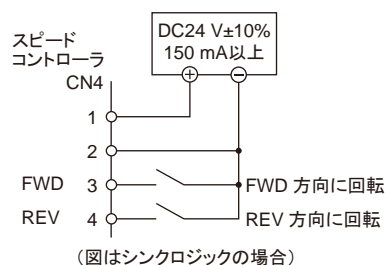 DC24 V±10%
150 mA以上
スピード
コントローラ
CN4
1
2
FWD 3 FWD 方向に回転
REV 4 REV 方向に回転
(図はシンクロジックの場合)